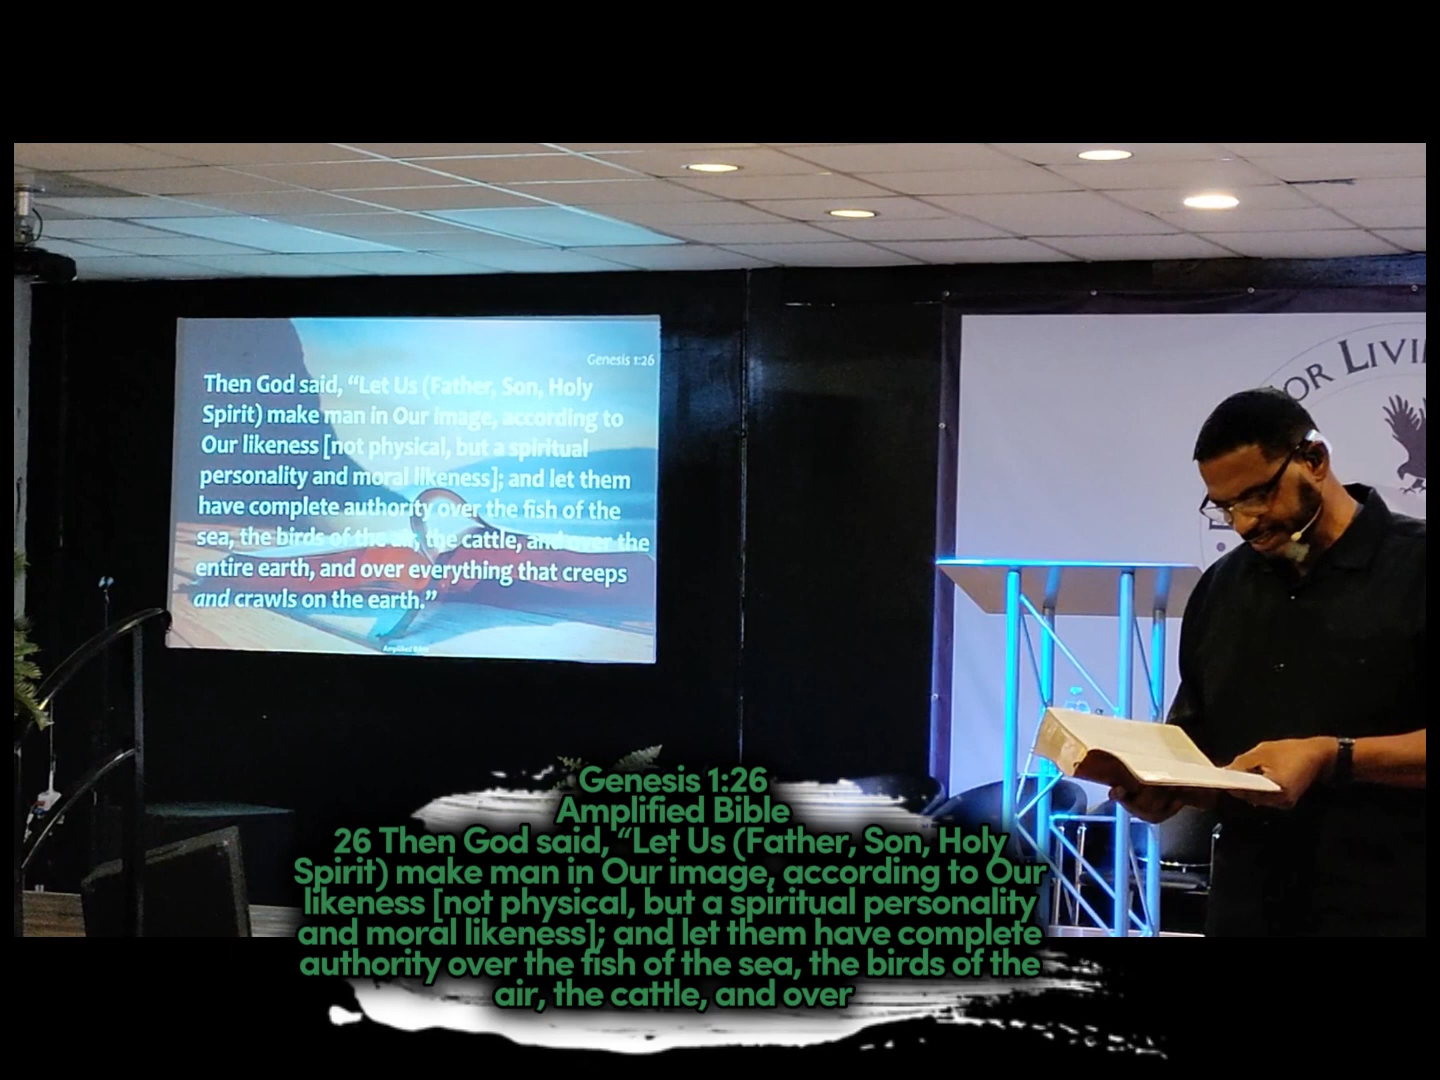 Genesis 1:26
Then God said, “Let Us (Father, Son, Holy
Spirit) make man in Our image, according to
Our likeness [not physical, but a spiritual
personality and moral likeness]; and let them
have complete authority over the fish of the
sea, the birds of the air, the cattle, and over the
entire earth, and over everything that creeps
and crawls on the earth.”
Amplified Bible
OR LIVI
Genesis 1:26
Amplified Bible
26 Then God said, “Let Us (Father, Son, Holy
Spirit) make man in Our image, according to Our
likeness [not physical, but a spiritual personality
and moral likeness]; and let them have complete
authority over the fish of the sea, the birds of the
air, the cattle, and over